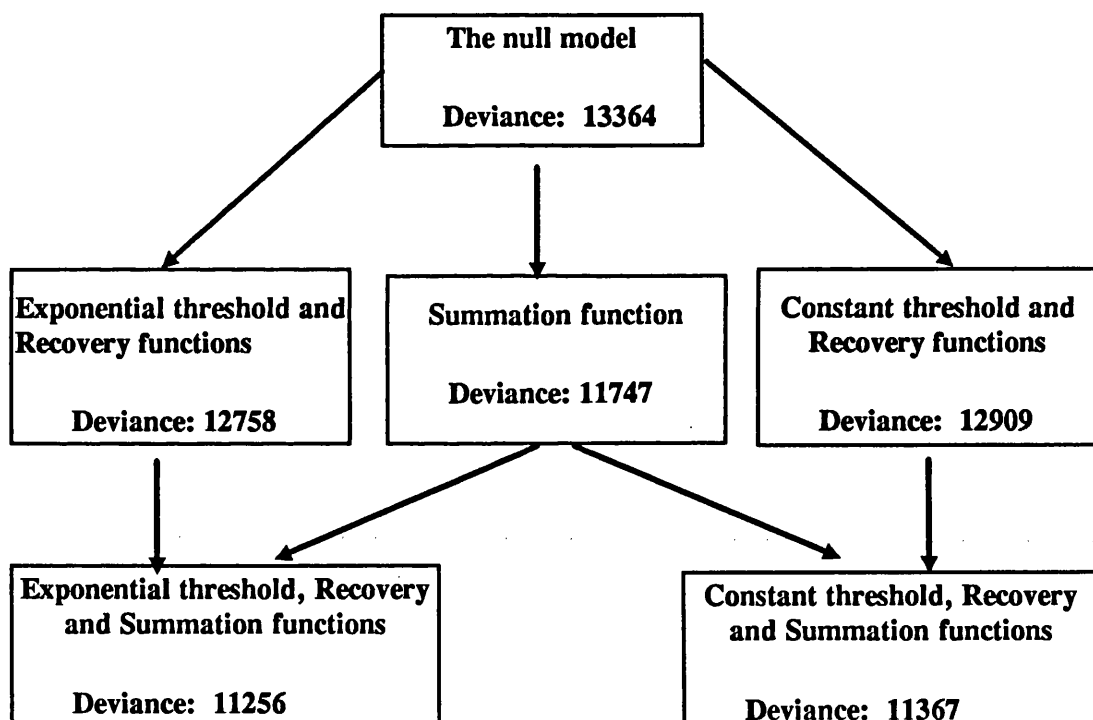 The null model
Deviance: 13364
Exponential threshold and
Recovery functions
Deviance: 12758
Summation function
Deviance: 11747
Constant threshold and
Recovery functions
Deviance: 12909
Exponential threshold, Recovery
and Summation functions
Deviance: 11256
Constant threshold, Recovery
and Summation functions
Deviance: 11367